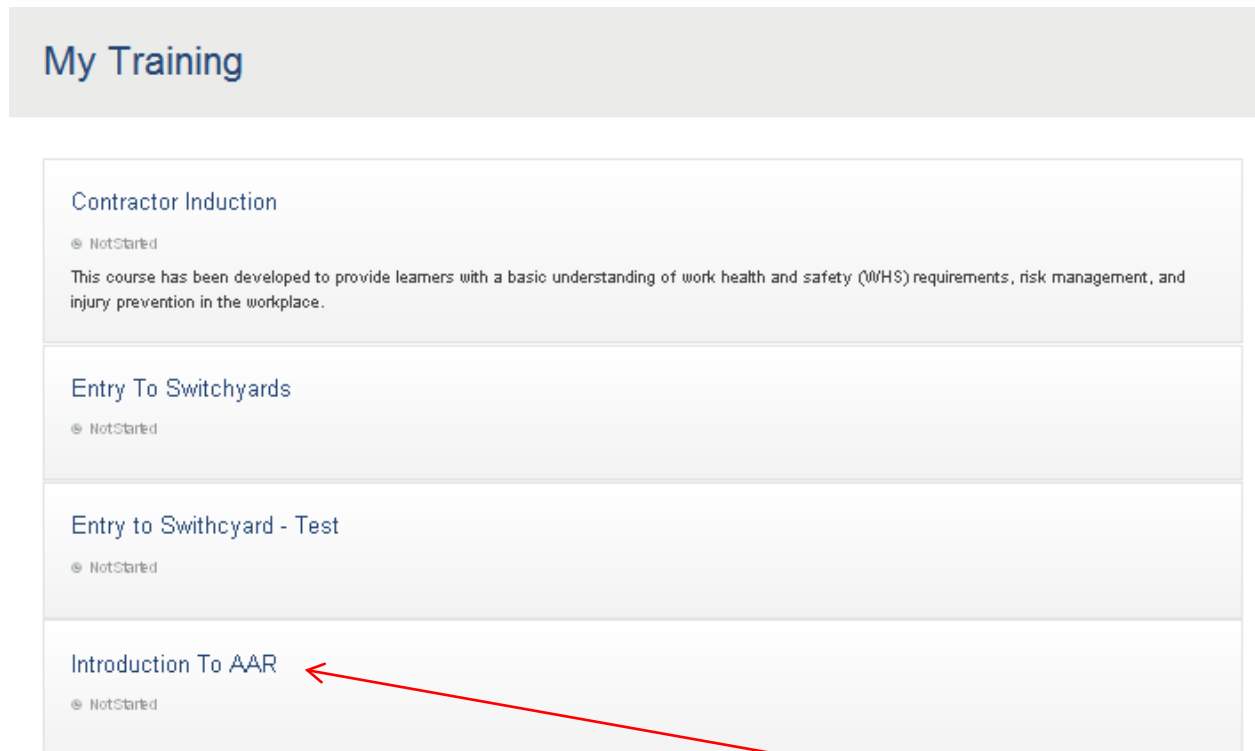 My Training
Contractor Induction
NotStarted
This course has been developed to provide learners with a basic understanding of work health and safety (WHS) requirements, risk management, and
injury prevention in the workplace.
Entry To Switchyards
NotStarted
Entry to Swithcyard - Test
NotStarted
Introduction To AAR
NotStarted